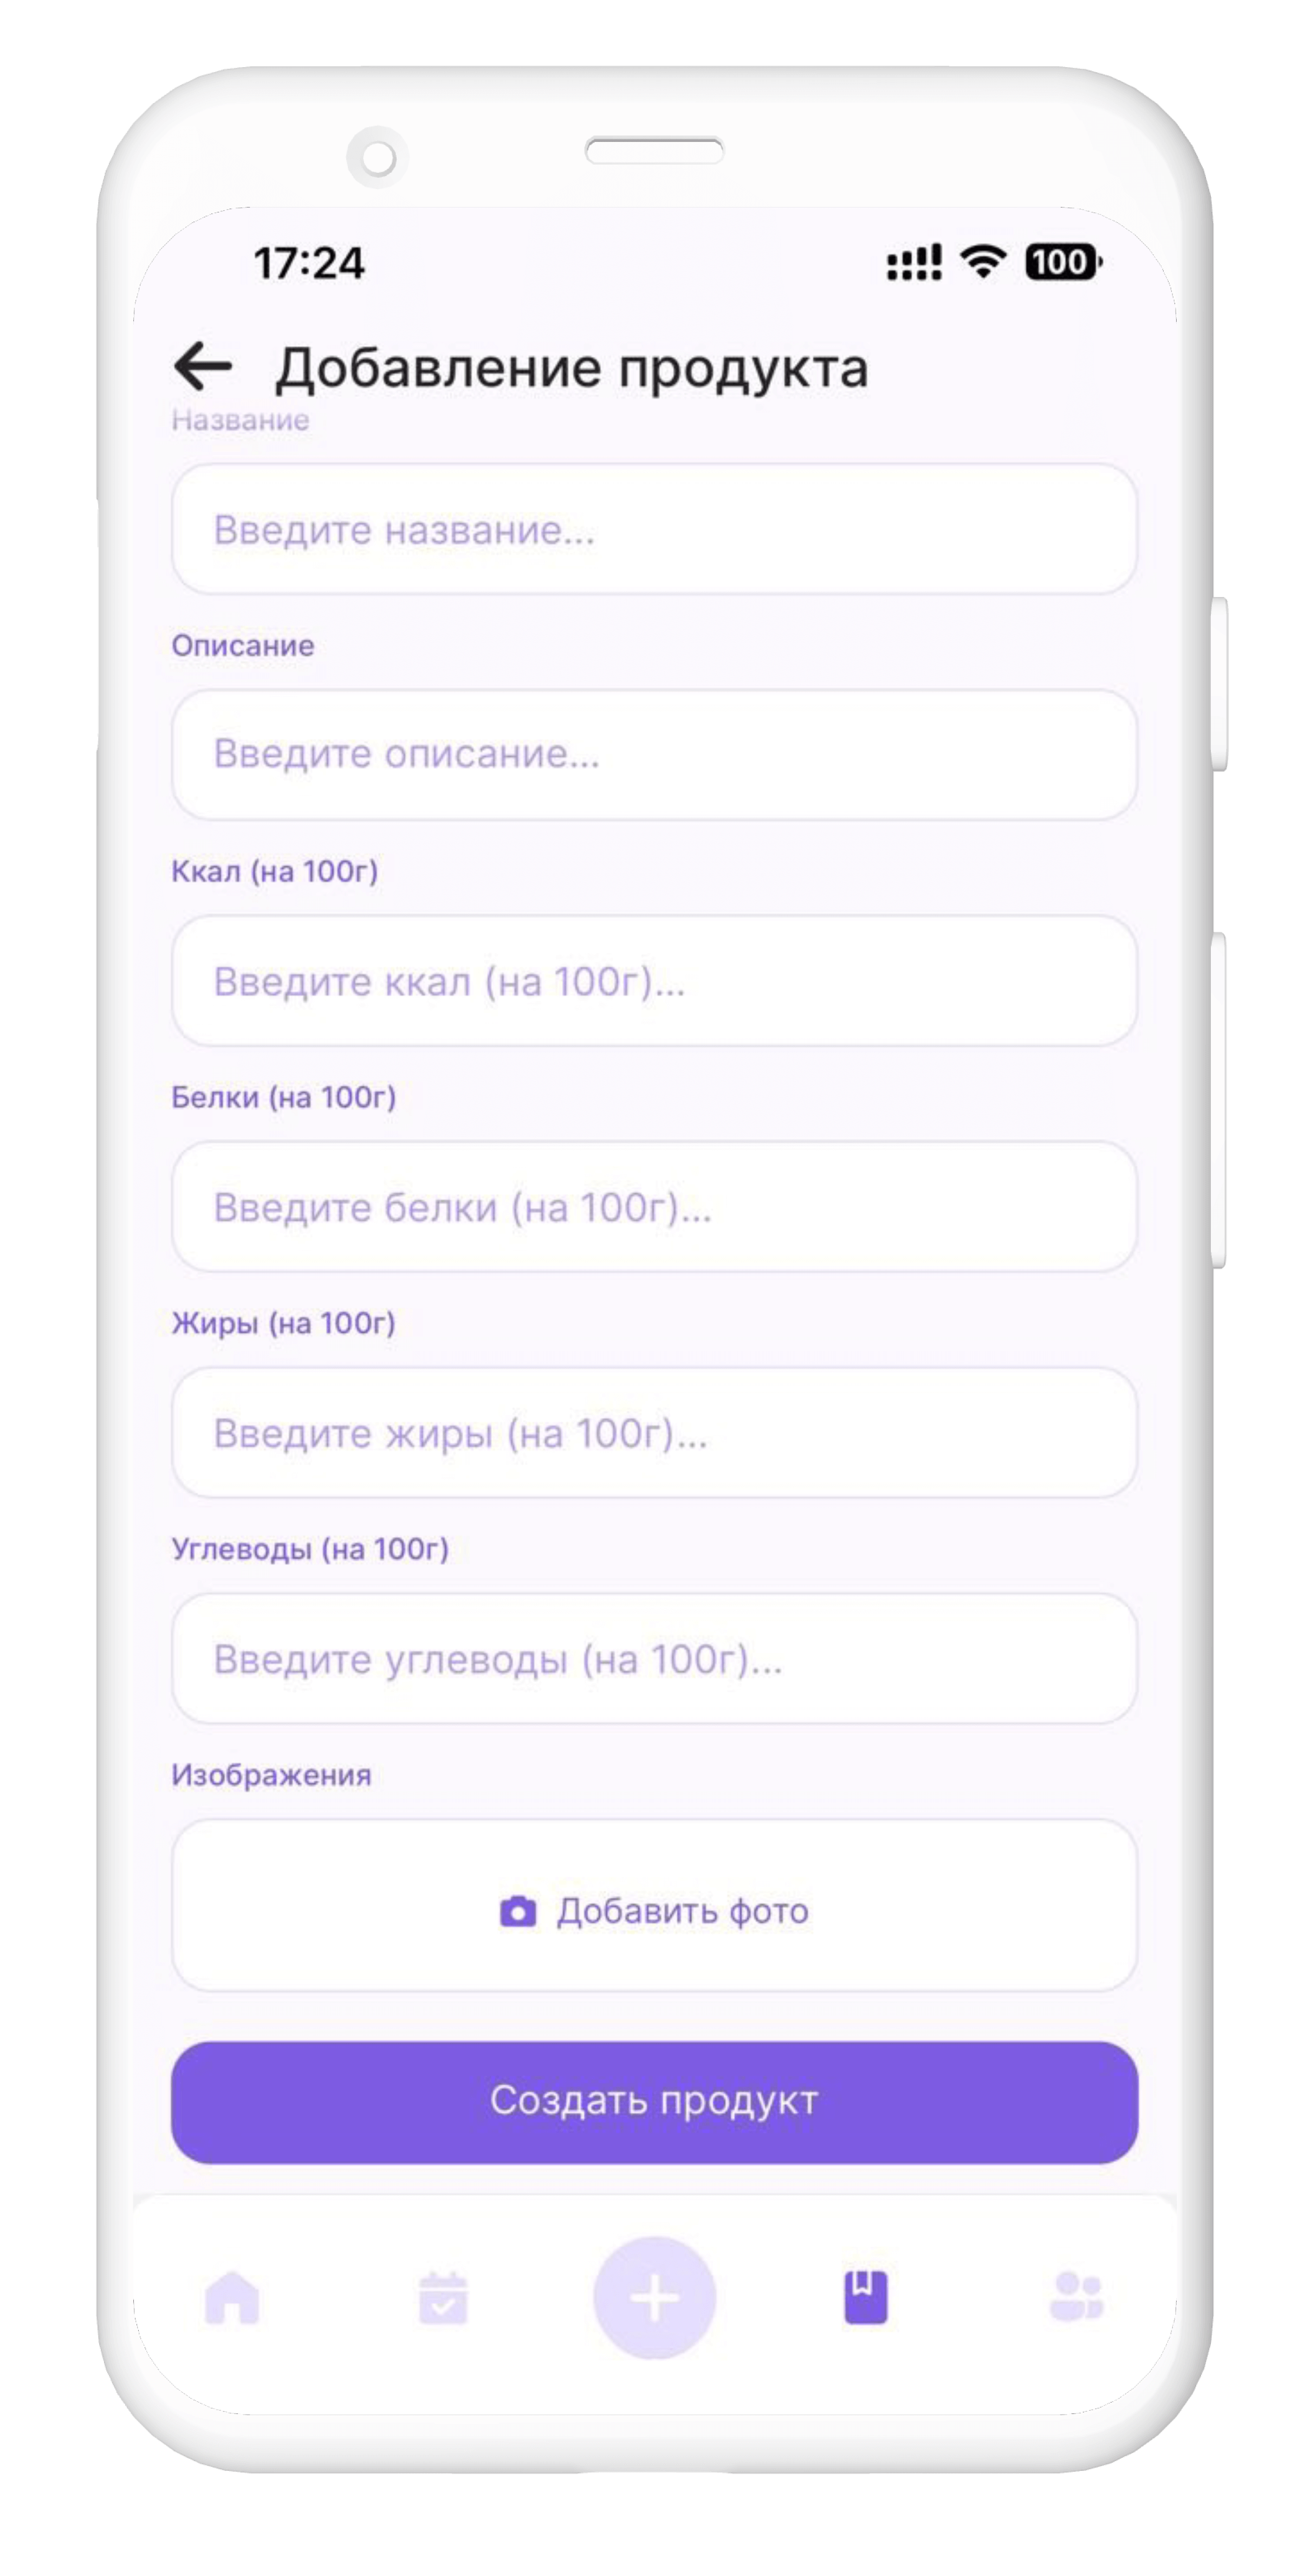 17:24
100
Добавление продукта
Название
Введите название...
Описание
Введите описание...
Ккал (на 100г)
Введите ккал (на 100г)...
Белки (на 100г)
Введите белки (на 100г)...
Жиры (на 100г)
Введите жиры (на 100г)...
Углеводы (на 100г)
Введите углеводы (на 100г)...
Изображения
Добавить фото
Создать продукт